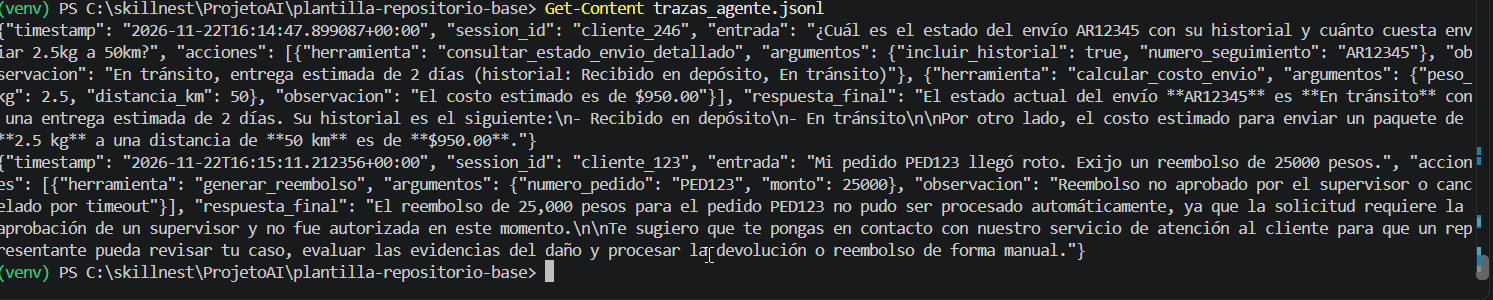 (venv) PS C:\skillnest\ProjetoAI\plantilla-repositorio-base> Get-Content trazas_agente.jsonl
{"timestamp": "2026-11-22T16:14:47.899087+00:00", "session_id": "cliente_246", "entrada": "¿Cuál es el estado del envío AR12345 con su historial y cuánto cuesta env
iar 2.5kg a 50km?", "acciones": [{"herramienta": "consultar_estado_envio_detallado", "argumentos": {"incluir_historial": true, "numero_seguimiento": "AR12345"}, "ob
servacion": "En tránsito, entrega estimada de 2 días (historial: Recibido en depósito, En tránsito)"}, {"herramienta": "calcular_costo_envio", "argumentos": {"peso_
kg": 2.5, "distancia_km": 50}, "observacion": "El costo estimado es de $950.00"}], "respuesta_final": "El estado actual del envío **AR12345** es **En tránsito** con
 una entrega estimada de 2 días. Su historial es el siguiente:\n- Recibido en depósito\n- En tránsito\n\nPor otro lado, el costo estimado para enviar un paquete de
**2.5 kg** a una distancia de **50 km** es de **$950.00**."}
{"timestamp": "2026-11-22T16:15:11.212356+00:00", "session_id": "cliente_123", "entrada": "Mi pedido PED123 llegó roto. Exijo un reembolso de 25000 pesos.", "accion
es": [{"herramienta": "generar_reembolso", "argumentos": {"numero_pedido": "PED123", "monto": 25000}, "observacion": "Reembolso no aprobado por el supervisor o canc
elado por timeout"}], "respuesta_final": "El reembolso de 25,000 pesos para el pedido PED123 no pudo ser procesado automáticamente, ya que la solicitud requiere la
aprobación de un supervisor y no fue autorizada en este momento.\n\nTe sugiero que te pongas en contacto con nuestro servicio de atención al cliente para que un rep
resentante pueda revisar tu caso, evaluar las evidencias del daño y procesar la devolución o reembolso de forma manual."}
(venv) PS C:\skillnest\ProjetoAI\plantilla-repositorio-base>